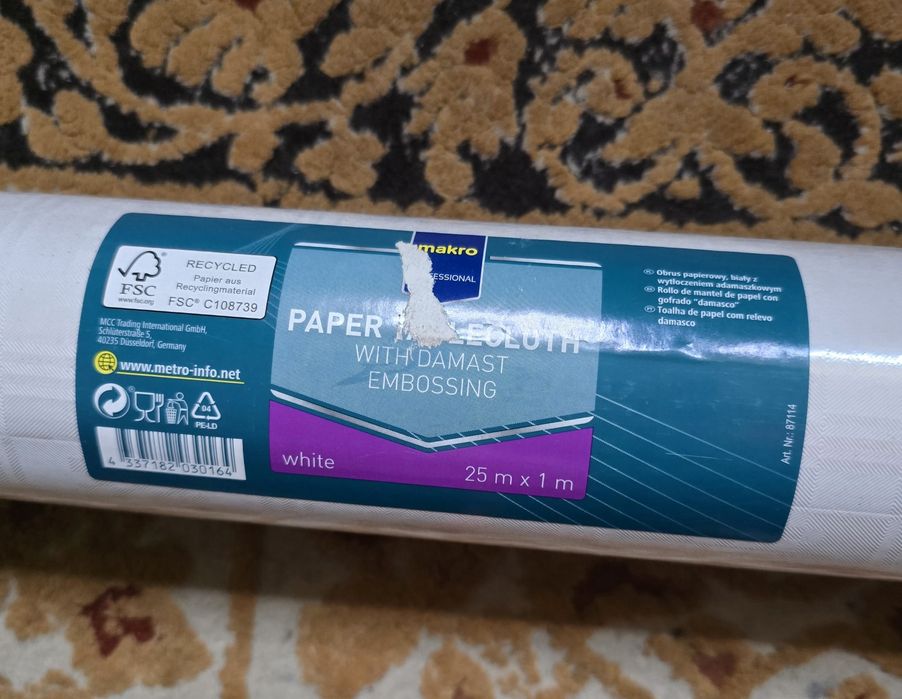 FSC
www.fsc.org
RECYCLED
Papier aus
Recyclingmaterial
FSC® C108739
MCC Trading International GmbH,
Schlüterstraße 5,
40235 Düsseldorf, Germany
www.metro-info.net
04
PE-LD
4 337182 030164
makro
ESSIONAL
PAPER LECLOTH
WITH DAMAST
EMBOSSING
white
25 m x 1 m
Obrus papierowy, biały z
wytłoczeniem adamaszkowym
Rollo de mantel de papel con
gofrado "damasco"
Toalha de papel com relevo
damasco
Art. Nr.: 87114